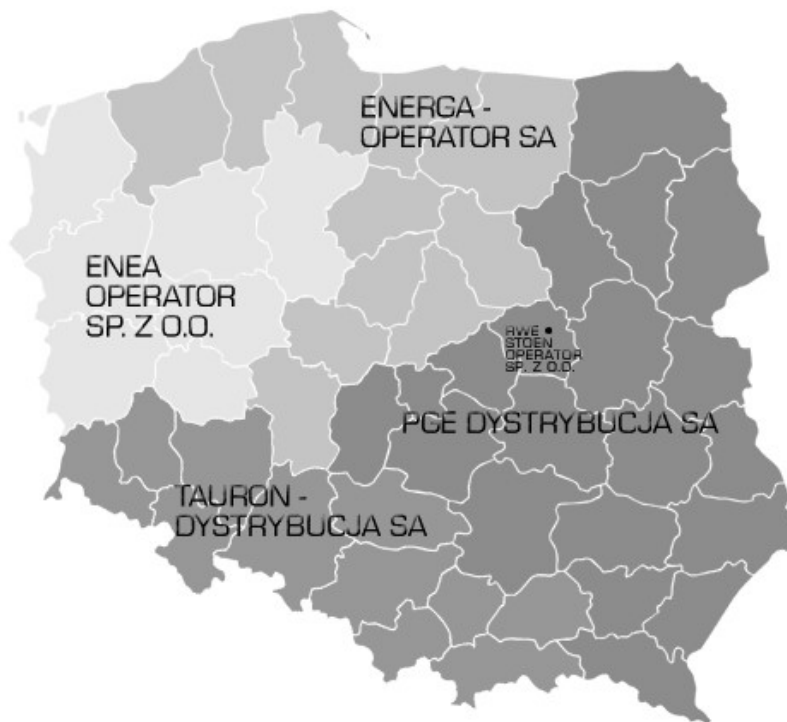 ENERGA -
OPERATOR SA
ENEA
OPERATOR
SP. Z O.O.
RWE
STOEN
OPERATOR
SP. Z O.O.
PGE DYSTRYBUCJA SA
TAURON -
DYSTRYBUCJA SA